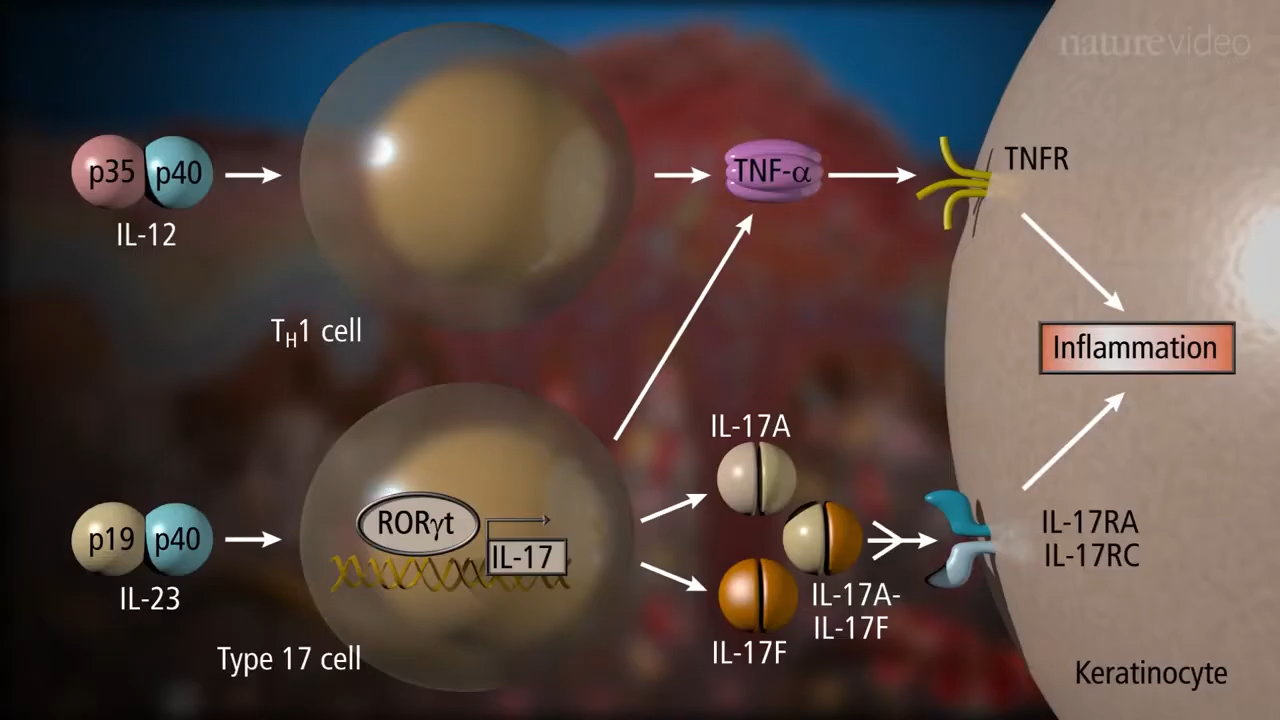 naturevideo
p35 p40
IL-12
TNF-α
TNFR
TH1 cell
Inflammation
p19 p40
IL-23
RORγt
IL-17
Type 17 cell
IL-17A
IL-17A-
IL-17F
IL-17F
IL-17RA
IL-17RC
Keratinocyte